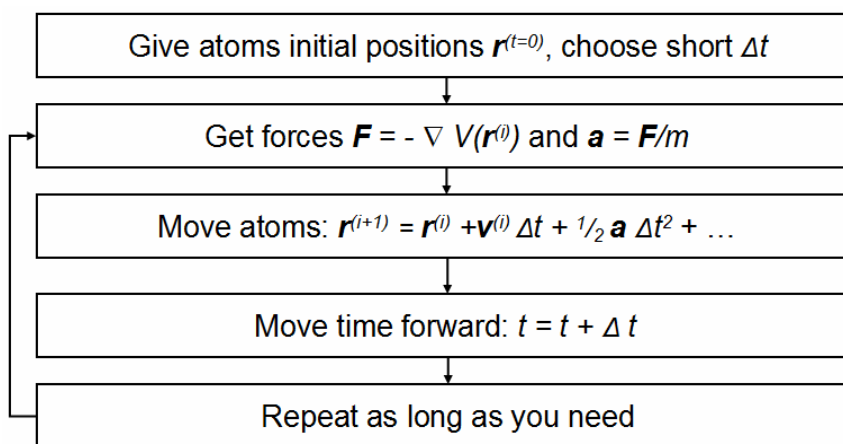 Give atoms initial positions r^(t=0), choose short Δt
Get forces F = - ∇ V(r^(i)) and a = F/m
Move atoms: r^(i+1) = r^(i) +v^(i) Δt + ½ a Δt² + …
Move time forward: t = t + Δ t
Repeat as long as you need